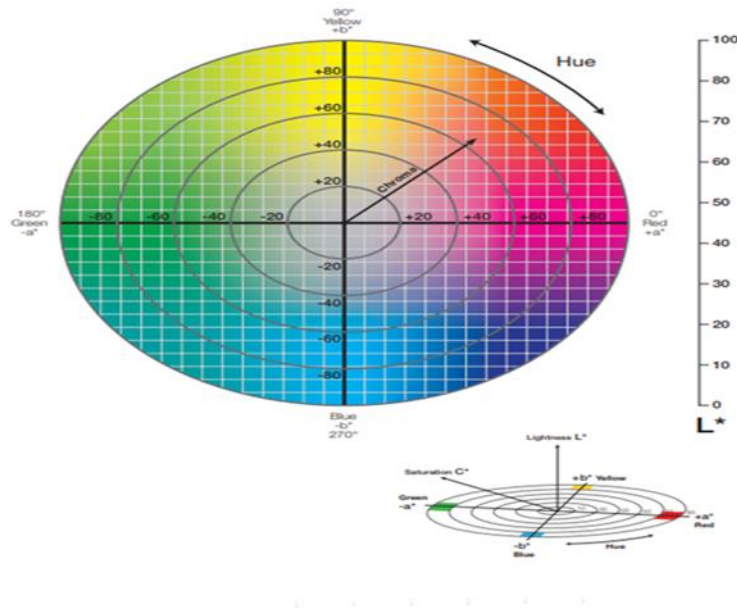 90°
Yellow
+b*
Hue
+80
+60
+40
+20
Chroma
180°
Green
-a*
-80 -60 -40 -20 +20 +40 +60 +80
0°
Red
+a*
-20
-40
-60
-80
Blue
-b*
270°
100
80
70
60
50
40
30
20
10
0
L*
Lightness L*
Saturation C*
+b* Yellow
Green
-a*
+a*
Red
-b*
Blue
Hue